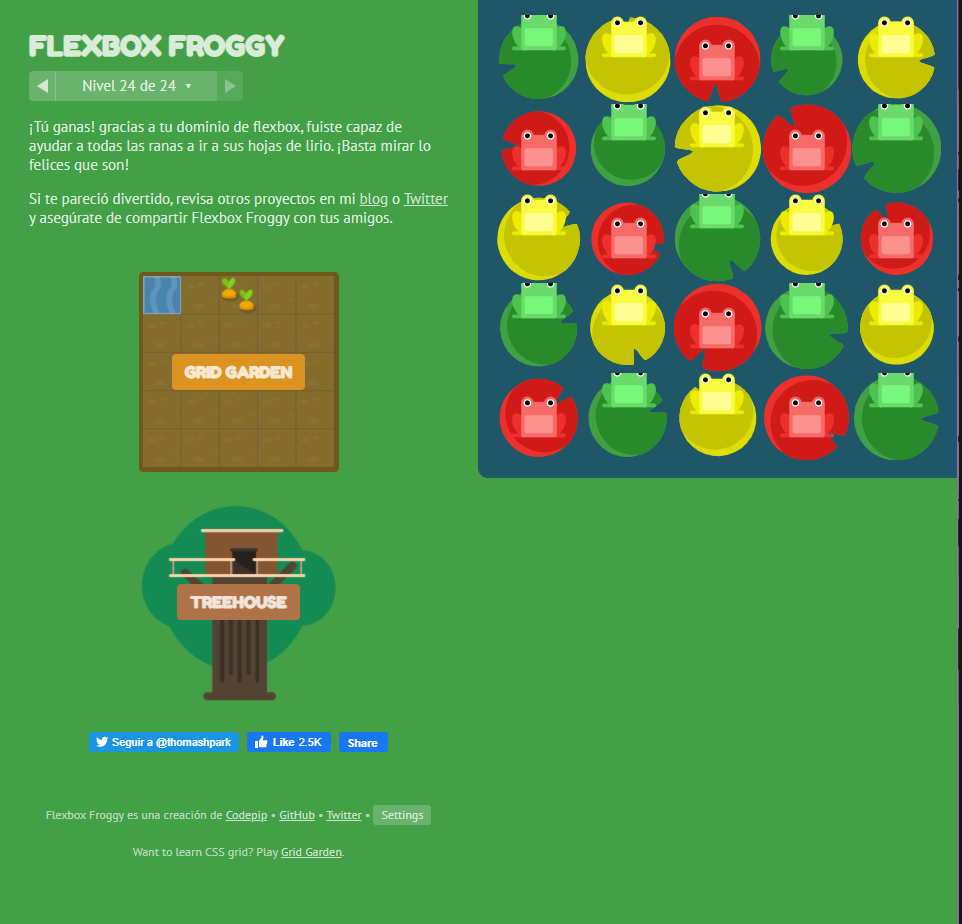 FLEXBOX FROGGY
Nivel 24 de 24
¡Tú ganas! gracias a tu dominio de flexbox, fuiste capaz de
ayudar a todas las ranas a ir a sus hojas de lirio. ¡Basta mirar lo
felices que son!
Si te pareció divertido, revisa otros proyectos en mi blog o Twitter
y asegúrate de compartir Flexbox Froggy con tus amigos.
GRID GARDEN
TREEHOUSE
Seguir a @thomashpark Like 2.5K Share
Flexbox Froggy es una creación de Codepip • GitHub • Twitter • Settings
Want to learn CSS grid? Play Grid Garden.